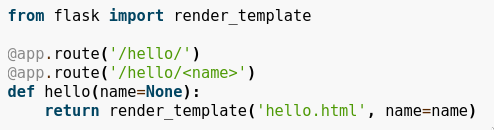 from flask import render_template

@app.route('/hello/')
@app.route('/hello/<name>')
def hello(name=None):
    return render_template('hello.html', name=name)